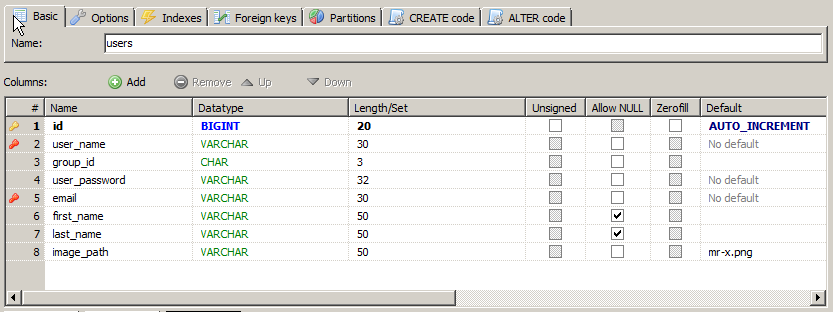 Basic Options Indexes Foreign keys Partitions CREATE code ALTER code
Name: users
Columns: Add Remove Up Down
# Name Datatype Length/Set Unsigned Allow NULL Zerofill Default
1 id BIGINT 20 AUTO_INCREMENT
2 user_name VARCHAR 30 No default
3 group_id CHAR 3
4 user_password VARCHAR 32 No default
5 email VARCHAR 30 No default
6 first_name VARCHAR 50
7 last_name VARCHAR 50
8 image_path VARCHAR 50 mr-x.png